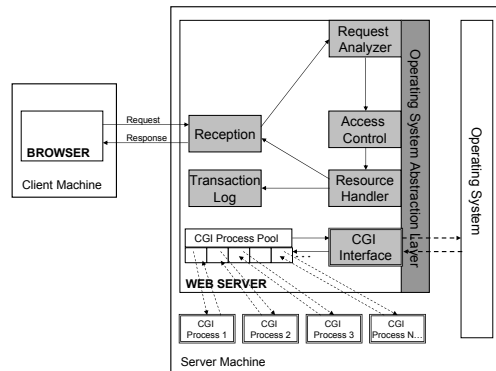 Request
Analyzer
Operating System Abstraction Layer
Operating System
Request
Response
Reception
Access
Control
BROWSER
Client Machine
Transaction
Log
Resource
Handler
CGI Process Pool
CGI
Interface
...
WEB SERVER
CGI
Process 1
CGI
Process 2
CGI
Process 3
CGI
Process N...
Server Machine